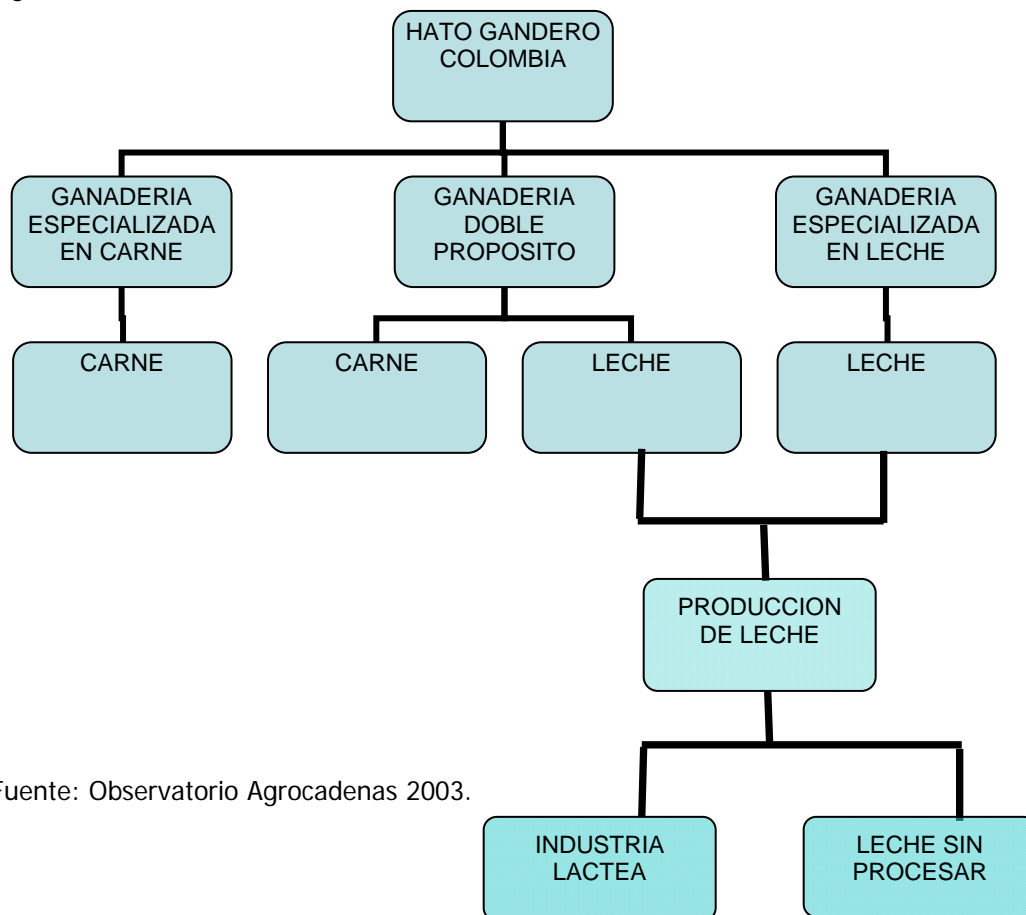 HATO GANDERO
COLOMBIA
GANADERIA
ESPECIALIZADA
EN CARNE
GANADERIA
DOBLE
PROPOSITO
GANADERIA
ESPECIALIZADA
EN LECHE
CARNE
CARNE
LECHE
LECHE
PRODUCCION
DE LECHE
Fuente: Observatorio Agrocadenas 2003.
INDUSTRIA
LACTEA
LECHE SIN
PROCESAR